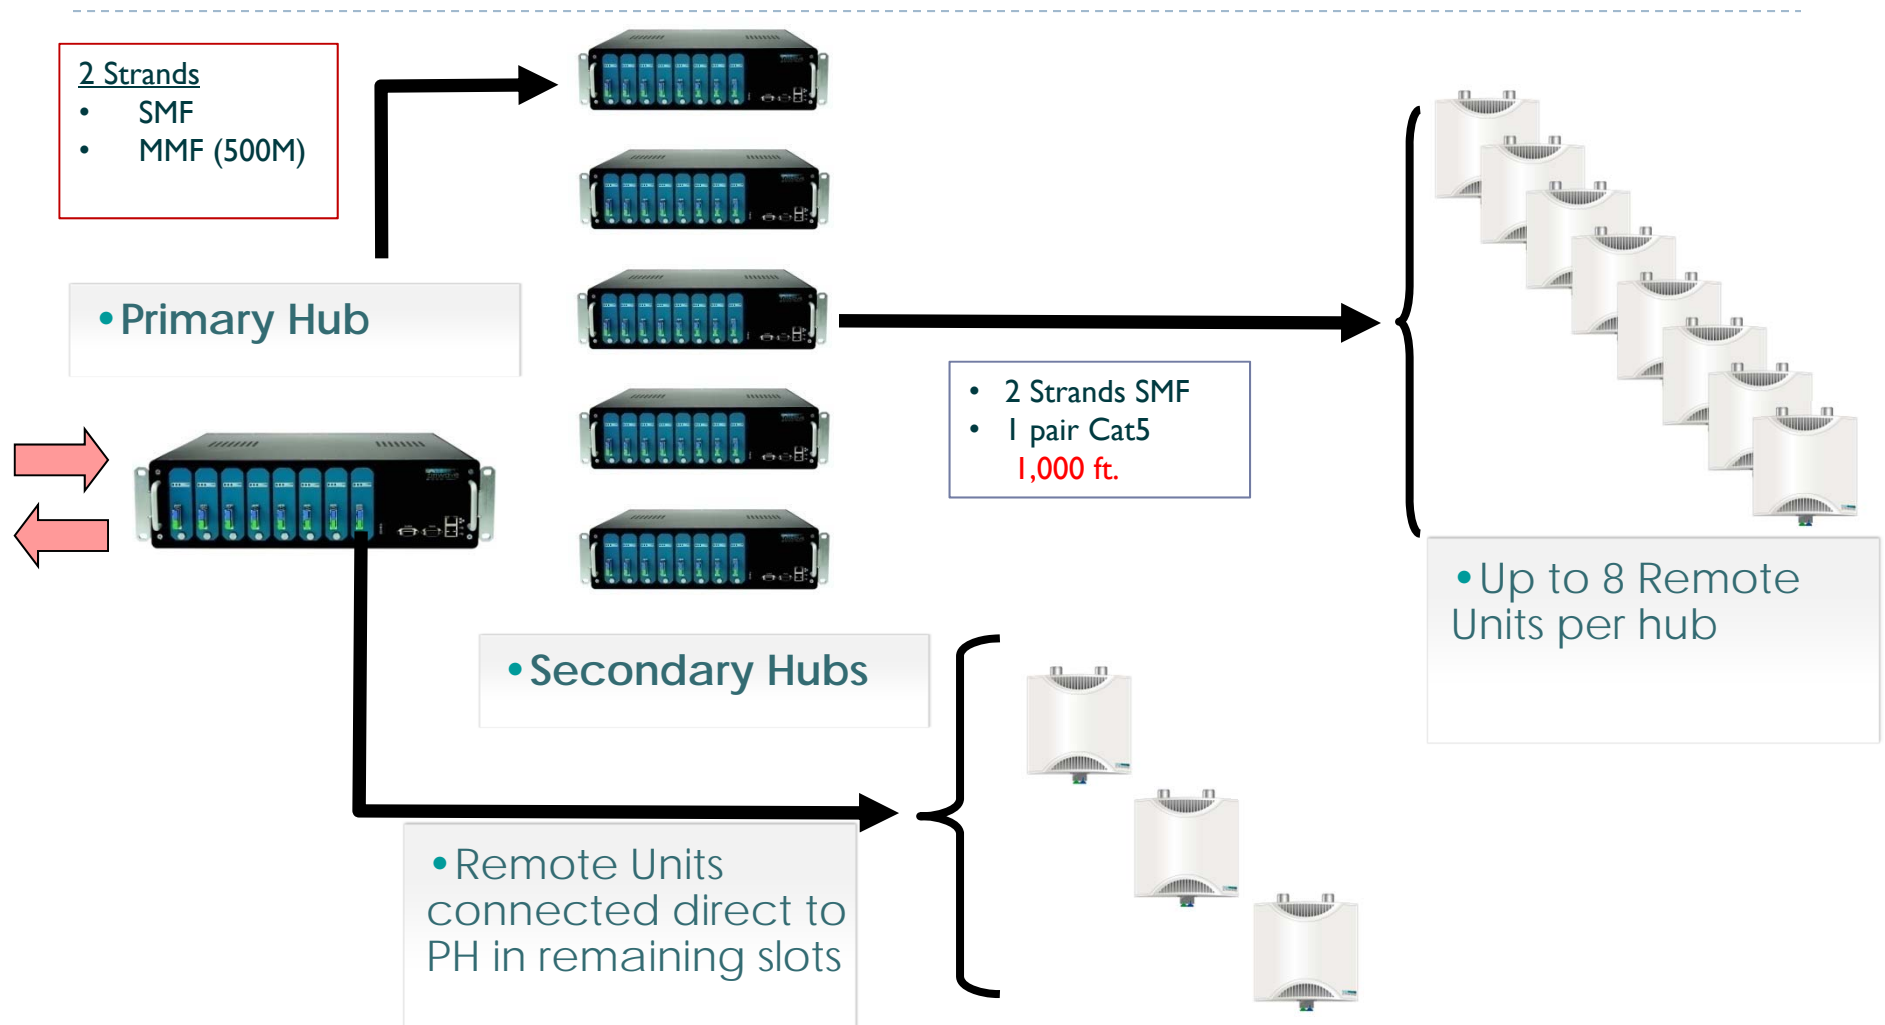 2 Strands
• SMF
• MMF (500M)
• Primary Hub
• 2 Strands SMF
• 1 pair Cat5
1,000 ft.
• Up to 8 Remote
Units per hub
• Secondary Hubs
• Remote Units
connected direct to
PH in remaining slots